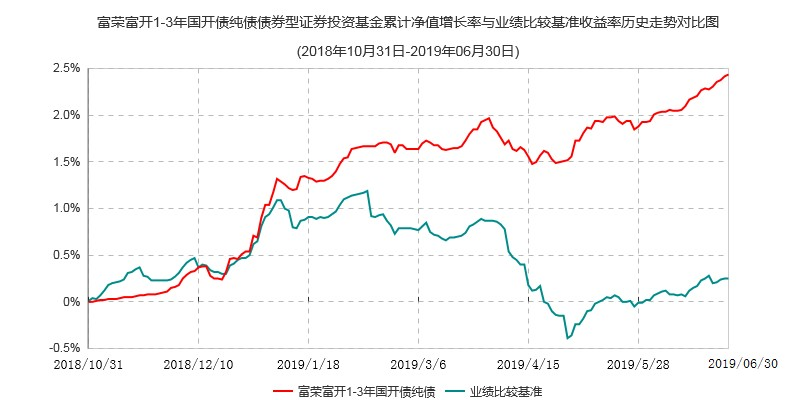 富荣富开1-3年国开债纯债债券型证券投资基金累计净值增长率与业绩比较基准收益率历史走势对比图
(2018年10月31日-2019年06月30日)
2.5%
2.0%
1.5%
1.0%
0.5%
0%
-0.5%
2018/10/31 2018/12/10 2019/1/18 2019/3/6 2019/4/15 2019/5/28 2019/06/30
富荣富开1-3年国开债纯债 业绩比较基准